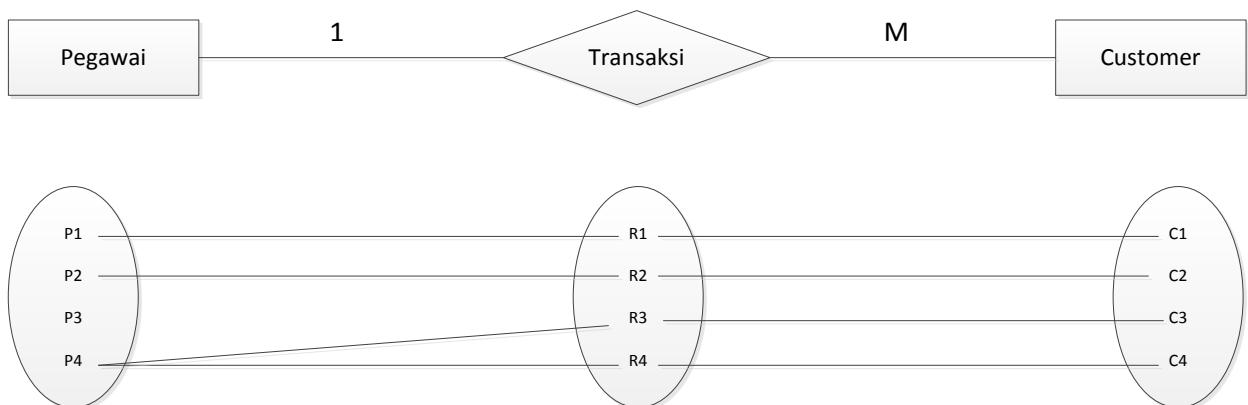 1 M
Pegawai Transaksi Customer
P1 R1 C1
P2 R2 C2
P3 R3 C3
P4 R4 C4